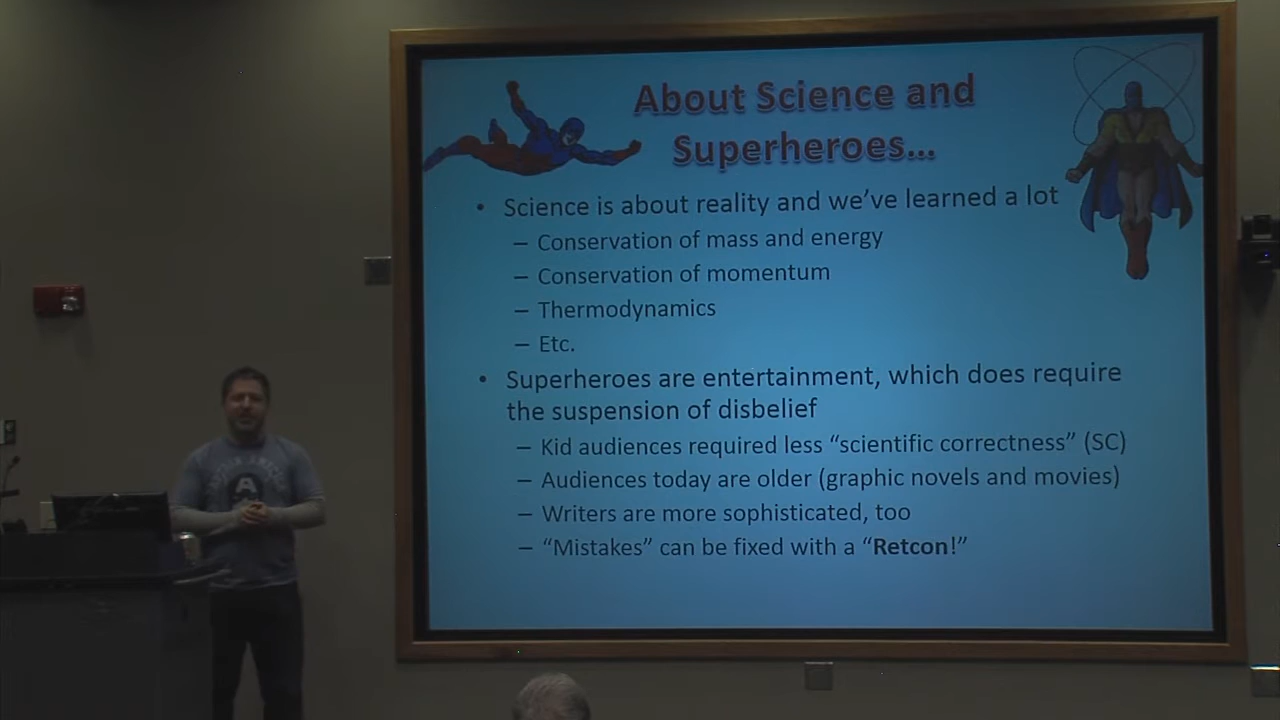 About Science and
Superheroes...
• Science is about reality and we've learned a lot
– Conservation of mass and energy
– Conservation of momentum
– Thermodynamics
– Etc.
• Superheroes are entertainment, which does require
the suspension of disbelief
– Kid audiences required less “scientific correctness” (SC)
– Audiences today are older (graphic novels and movies)
– Writers are more sophisticated, too
– “Mistakes” can be fixed with a “Retcon!”
A